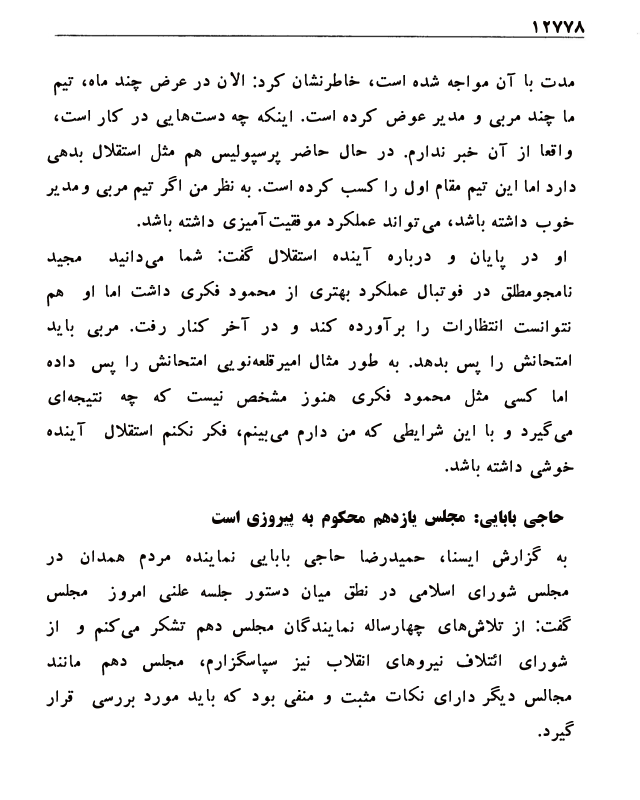 ۱۲۷۷۸
مدت با آن مواجه شده است، خاطرنشان کرد: الان در عرض چند ماه، تیم
ما چند مربی و مدیر عوض کرده است. اینکه چه دست‌هایی در کار است،
واقعا از آن خبر ندارم. در حال حاضر پرسپولیس هم مثل استقلال بدهی
دارد اما این تیم مقام اول را کسب کرده است. به نظر من اگر تیم مربی و مدیر
خوب داشته باشد، می‌تواند عملکرد موفقیت‌آمیزی داشته باشد.
او در پایان و درباره آینده استقلال گفت: شما می‌دانید مجید
نامجومطلق در فوتبال عملکرد بهتری از محمود فکری داشت اما او هم
نتوانست انتظارات را برآورده کند و در آخر کنار رفت. مربی باید
امتحانش را پس بدهد. به طور مثال امیرقلعه‌نویی امتحانش را پس داده
اما کسی مثل محمود فکری هنوز مشخص نیست که چه نتیجه‌ای
می‌گیرد و با این شرایطی که من دارم می‌بینم، فکر نکنم استقلال آینده
خوشی داشته باشد.
حاجی بابایی: مجلس یازدهم محکوم به پیروزی است
به گزارش ایسنا، حمیدرضا حاجی بابایی نماینده مردم همدان در
مجلس شورای اسلامی در نطق میان دستور جلسه علنی امروز مجلس
گفت: از تلاش‌های چهارساله نمایندگان مجلس دهم تشکر می‌کنم و از
شورای ائتلاف نیروهای انقلاب نیز سپاسگزارم، مجلس دهم مانند
مجالس دیگر دارای نکات مثبت و منفی بود که باید مورد بررسی قرار
گیرد.